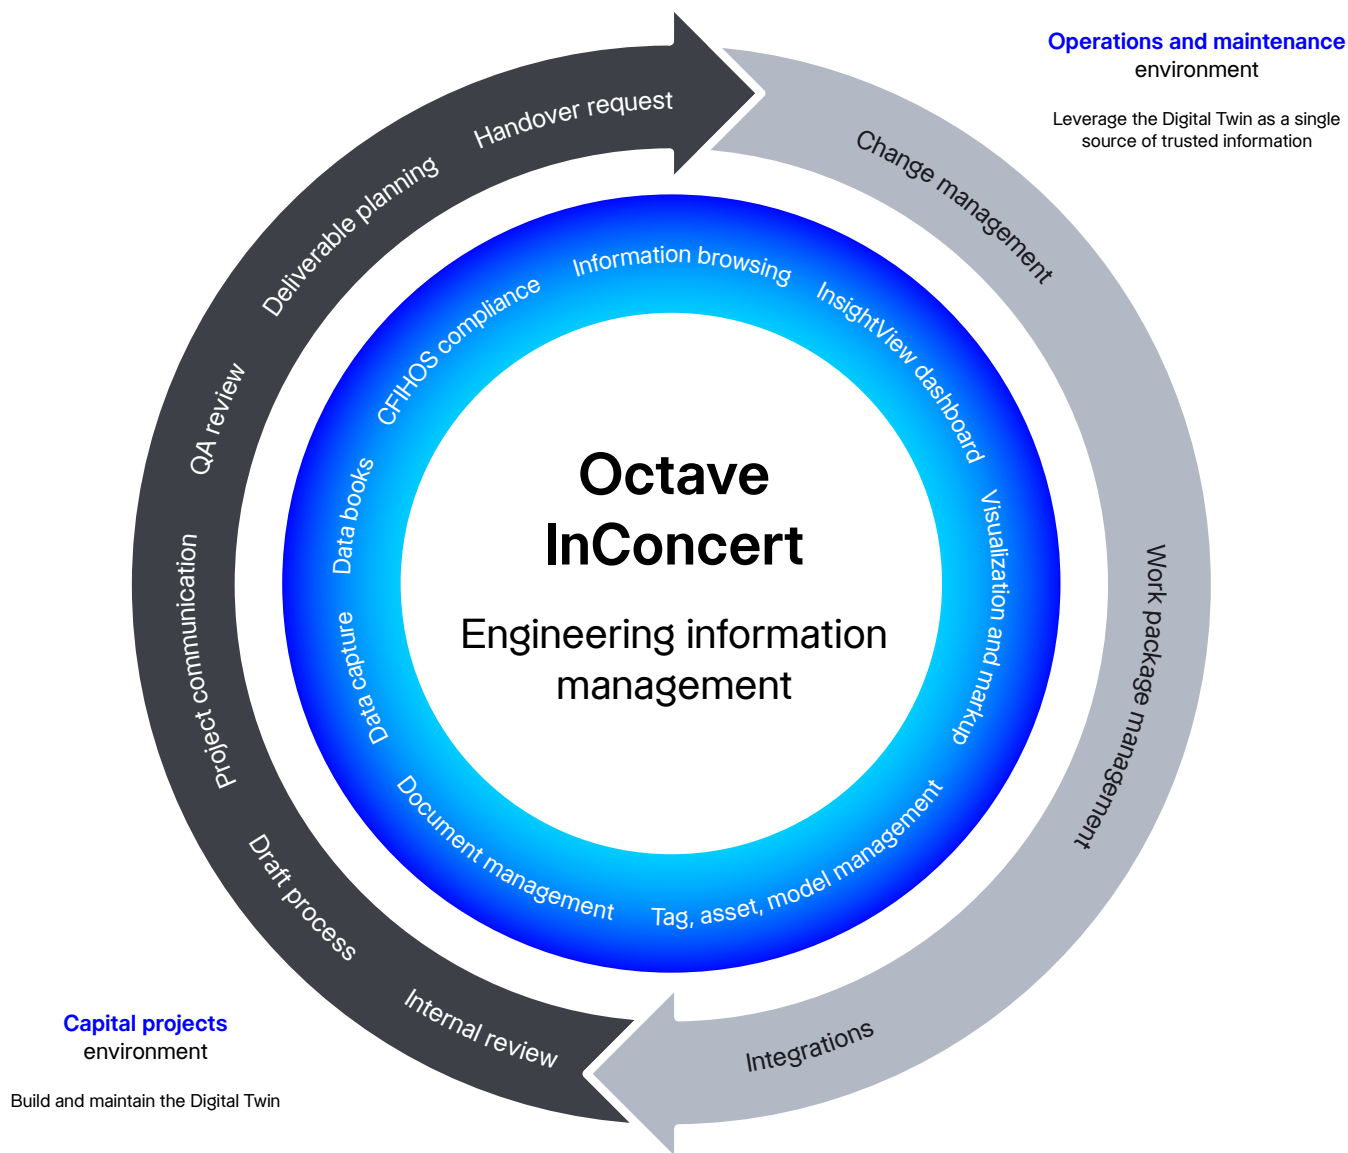 Operations and maintenance
environment
Leverage the Digital Twin as a single
source of trusted information
Handover request
Deliverable planning
QA review
Project communication
Draft process
Internal review
Change management
Work package management
Integrations
Information browsing
InsightView dashboard
Visualization and markup
Tag, asset, model management
Document management
Data capture
Data books
CFIHOS compliance
Octave
InConcert
Engineering information
management
Capital projects
environment
Build and maintain the Digital Twin